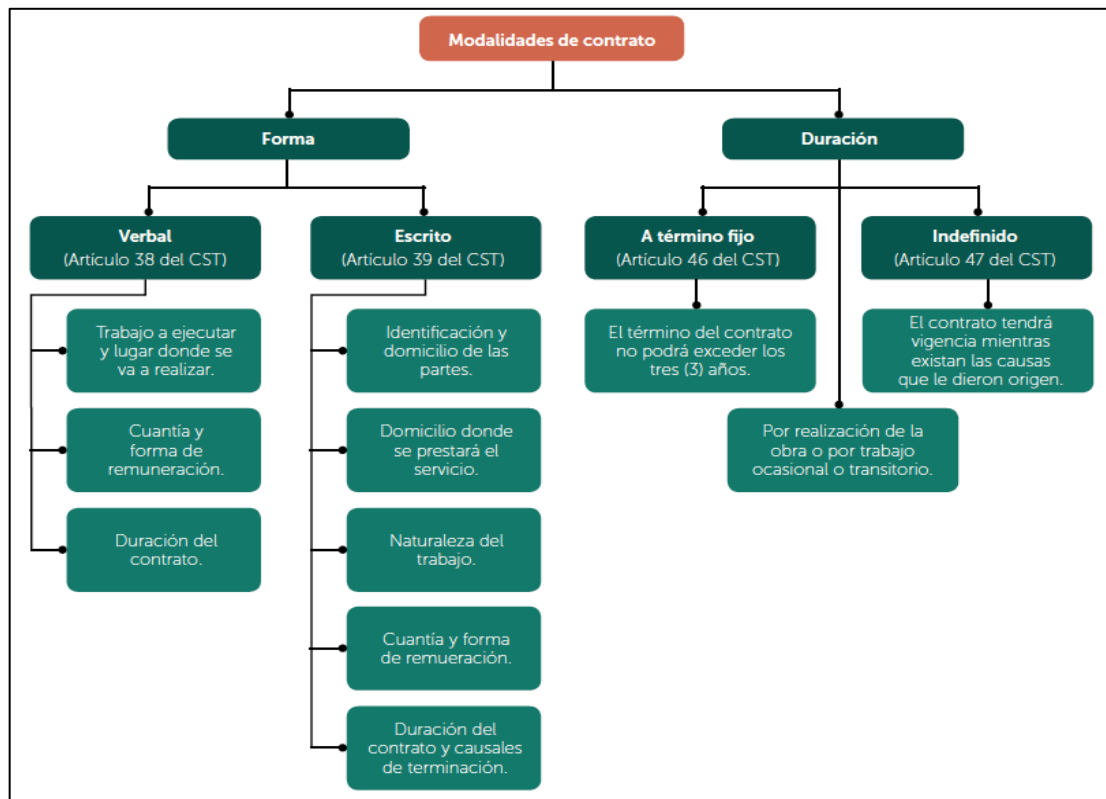 Modalidades de contrato
Forma
Duración
Verbal
(Artículo 38 del CST)
Trabajo a ejecutar
y lugar donde se
va a realizar.
Cuantía y
forma de
remuneración.
Duración del
contrato.
Escrito
(Artículo 39 del CST)
Identificación y
domicilio de las
partes.
Domicilio donde
se prestará el
servicio.
Naturaleza del
trabajo.
Cuantía y forma
de remueración.
Duración del
contrato y causales
de terminación.
A término fijo
(Artículo 46 del CST)
El término del contrato
no podrá exceder los
tres (3) años.
Indefinido
(Artículo 47 del CST)
El contrato tendrá
vigencia mientras
existan las causas
que le dieron origen.
Por realización de la
obra o por trabajo
ocasional o transitorio.